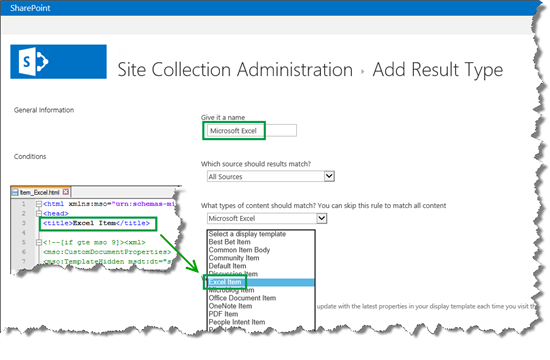 SharePoint
S
Site Collection Administration ▸ Add Result Type
General Information
Give it a name
Microsoft Excel
Conditions
Which source should results match?
All Sources
What types of content should match? You can skip this rule to match all content
Microsoft Excel
Item_Excel.html
1 <html xmlns:mso="urn:schemas-mi
2 <head>
3 <title>Excel Item</title>
4
5 <!--[if gte mso 9]><xml>
6 <mso:CustomDocumentProperties>
7 <mso:TemplateHidden msdt:dt="s
Select a display template
Best Bet Item
Common Item Body
Community Item
Default Item
Discussion Item
Excel Item
Microblog Item
Office Document Item
OneNote Item
PDF Item
People Intent Item
update with the latest properties in your display template each time you visit th